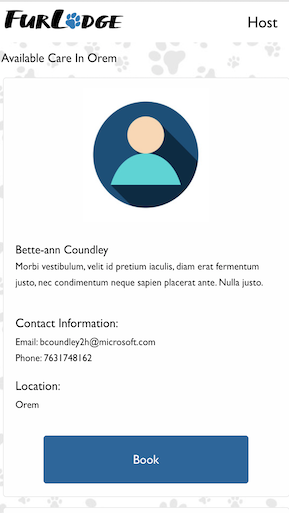 FurLodge
Host
Available Care In Orem
Bette-ann Coundley
Morbi vestibulum, velit id pretium iaculis, diam erat fermentum
justo, nec condimentum neque sapien placerat ante. Nulla justo.
Contact Information:
Email: bcoundley2h@microsoft.com
Phone: 7631748162
Location:
Orem
Book